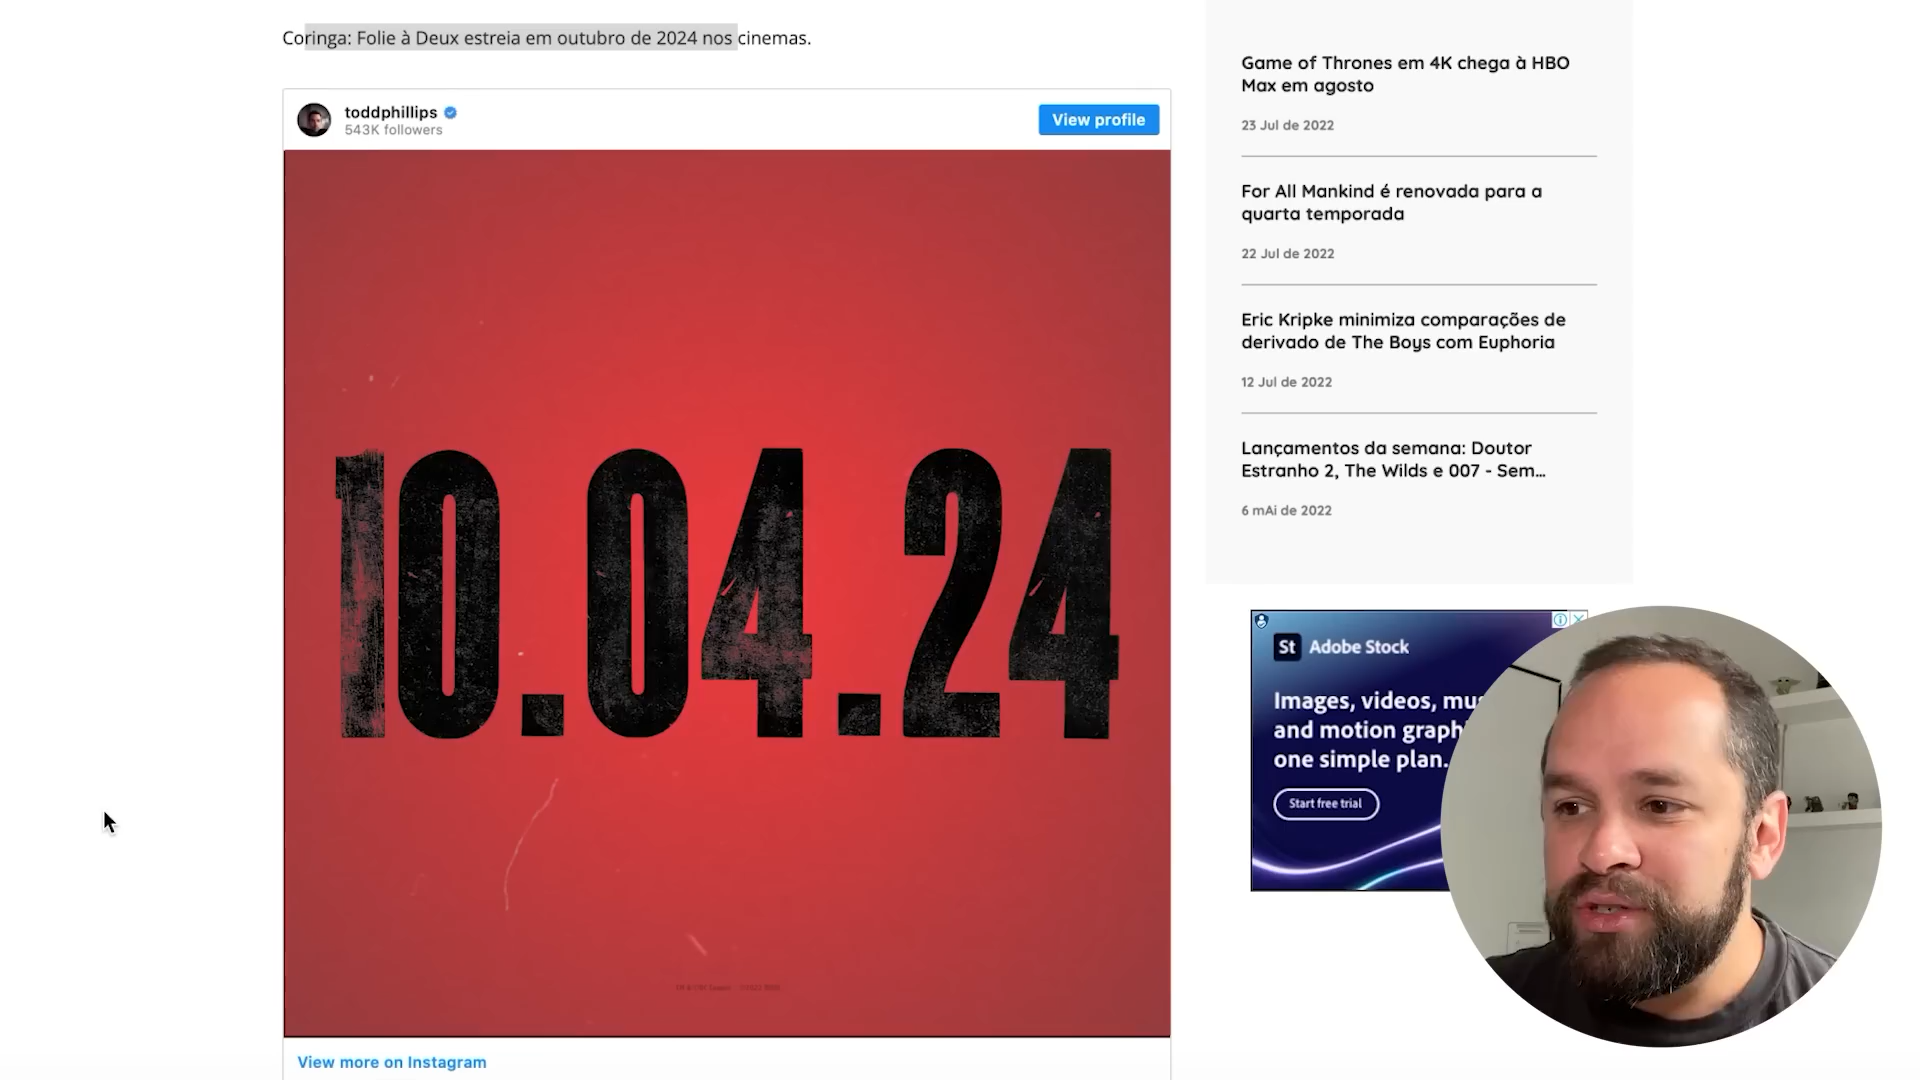 Coringa: Folie à Deux estreia em outubro de 2024 nos cinemas.
toddphillips
543K followers
View profile
10.04.24
View more on Instagram
Game of Thrones em 4K chega à HBO
Max em agosto
23 Jul de 2022
For All Mankind é renovada para a
quarta temporada
22 Jul de 2022
Eric Kripke minimiza comparações de
derivado de The Boys com Euphoria
12 Jul de 2022
Lançamentos da semana: Doutor
Estranho 2, The Wilds e 007 - Sem...
6 mAi de 2022
St Adobe Stock
Images, videos, mu
and motion graph
one simple plan.
Start free trial